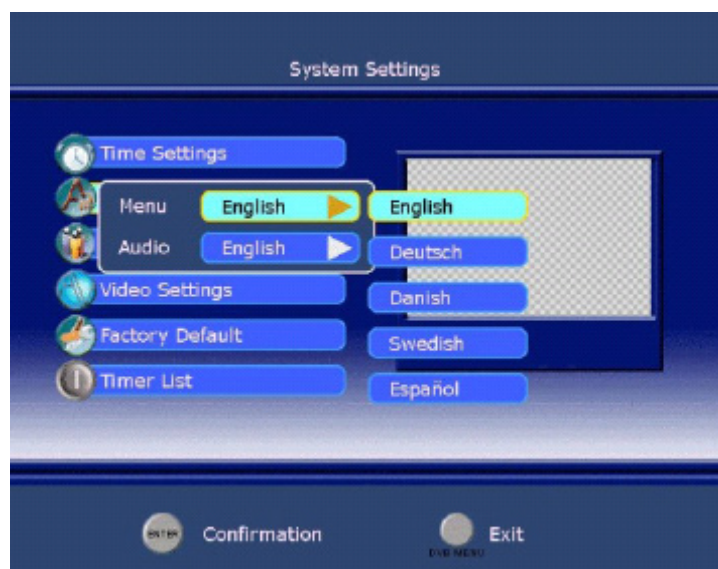 System Settings
Time Settings
Menu English English
Audio English Deutsch
Video Settings Danish
Factory Default Swedish
Timer List Español
ENTER Confirmation Exit
DVB MENU